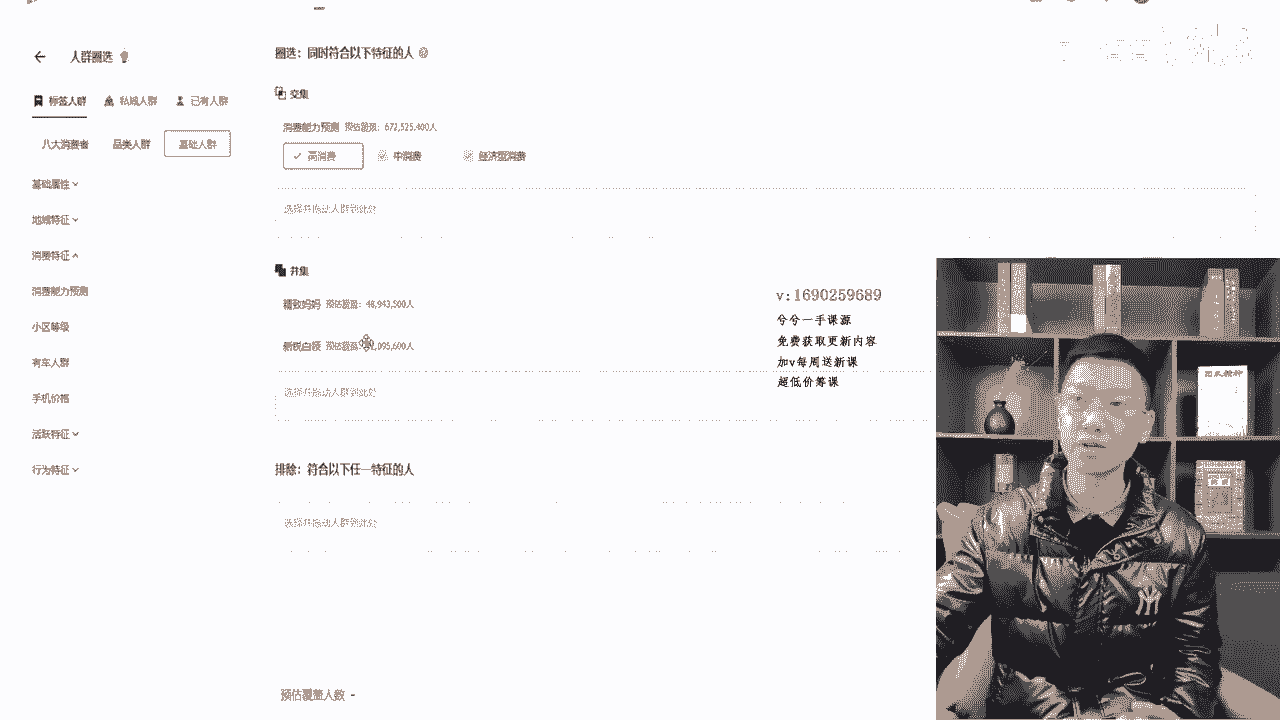 人群圈选
标签人群 私域人群 已有人群
八大消费者 品类人群 基础人群
基础属性
地域特征
消费特征
消费能力预测
小区等级
有车人群
手机价格
活跃特征
行为特征
圈选：同时符合以下特征的人
交集
消费能力预测 预估覆盖：672,525,400人
高消费 中消费 经济型消费
选择并拖动人群到此处
并集
精致妈妈 预估覆盖：46,943,500人
新锐白领 预估覆盖 ,095,600人
选择并拖动人群到此处
排除：符合以下任一特征的人
选择并拖动人群到此处
预估覆盖人数 -
v:1690259689
兮兮一手课源
免费获取更新内容
加v每周送新课
超低价筹课